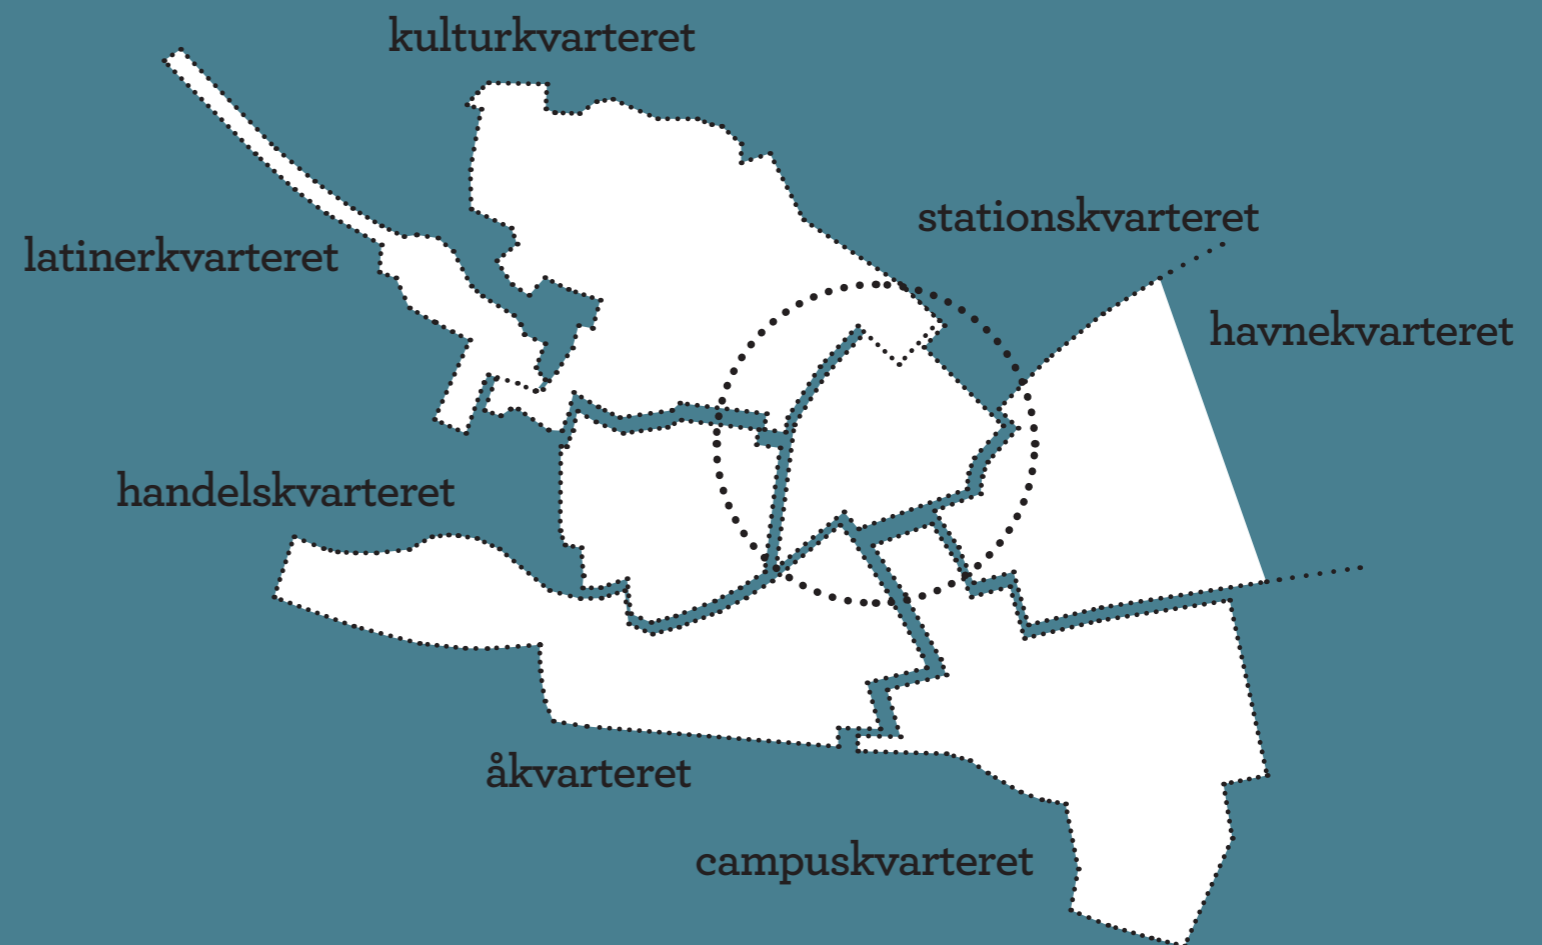 kulturkvarteret
stationskvarteret
latinerkvarteret
havnekvarteret
handelskvarteret
åkvarteret
campuskvarteret